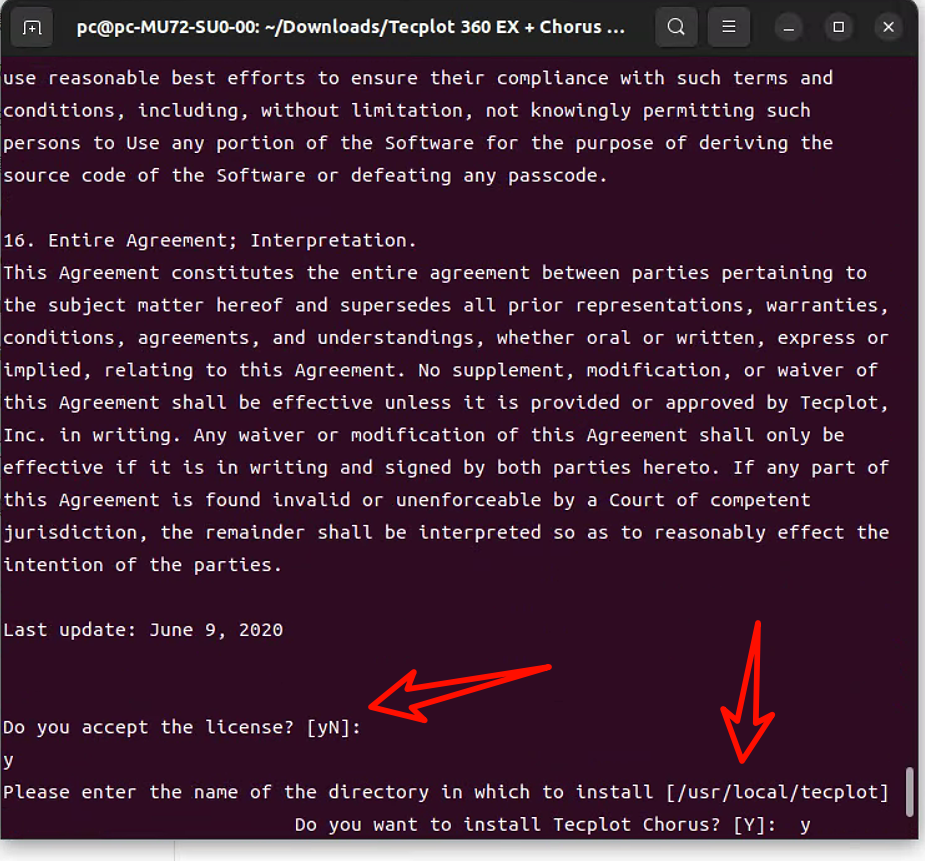 pc@pc-MU72-SU0-00: ~/Downloads/Tecplot 360 EX + Chorus ...
use reasonable best efforts to ensure their compliance with such terms and
conditions, including, without limitation, not knowingly permitting such
persons to Use any portion of the Software for the purpose of deriving the
source code of the Software or defeating any passcode.
16. Entire Agreement; Interpretation.
This Agreement constitutes the entire agreement between parties pertaining to
the subject matter hereof and supersedes all prior representations, warranties,
conditions, agreements, and understandings, whether oral or written, express or
implied, relating to this Agreement. No supplement, modification, or waiver of
this Agreement shall be effective unless it is provided or approved by Tecplot,
Inc. in writing. Any waiver or modification of this Agreement shall only be
effective if it is in writing and signed by both parties hereto. If any part of
this Agreement is found invalid or unenforceable by a Court of competent
jurisdiction, the remainder shall be interpreted so as to reasonably effect the
intention of the parties.
Last update: June 9, 2020
Do you accept the license? [yN]:
y
Please enter the name of the directory in which to install [/usr/local/tecplot]
Do you want to install Tecplot Chorus? [Y]: y